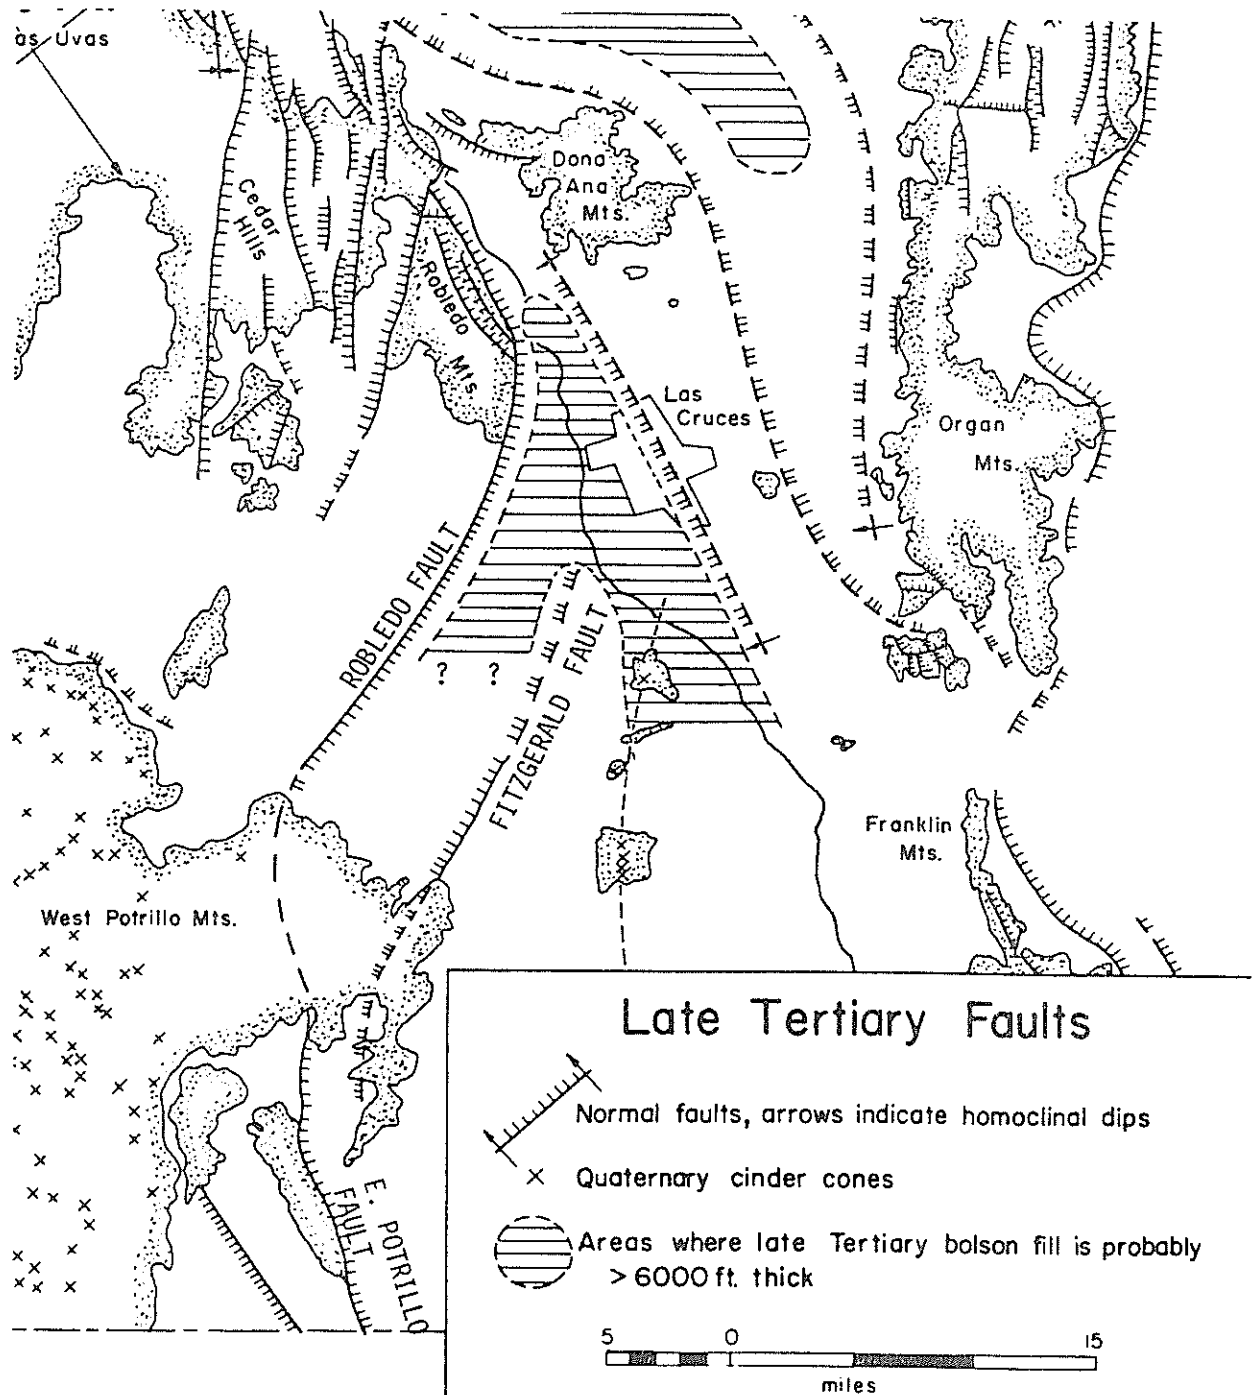 as Uvas
Cedar
Hills
Dona
Ana
Mts.
Robledo
Mts.
Las
Cruces
Organ
Mts.
ROBLEDO FAULT
FITZGERALD FAULT
? ?
Franklin
Mts.
West Potrillo Mts.
E. POTRILLO
FAULT
Late Tertiary Faults
Normal faults, arrows indicate homoclinal dips
x Quaternary cinder cones
Areas where late Tertiary bolson fill is probably
> 6000 ft. thick
5 0 15
miles